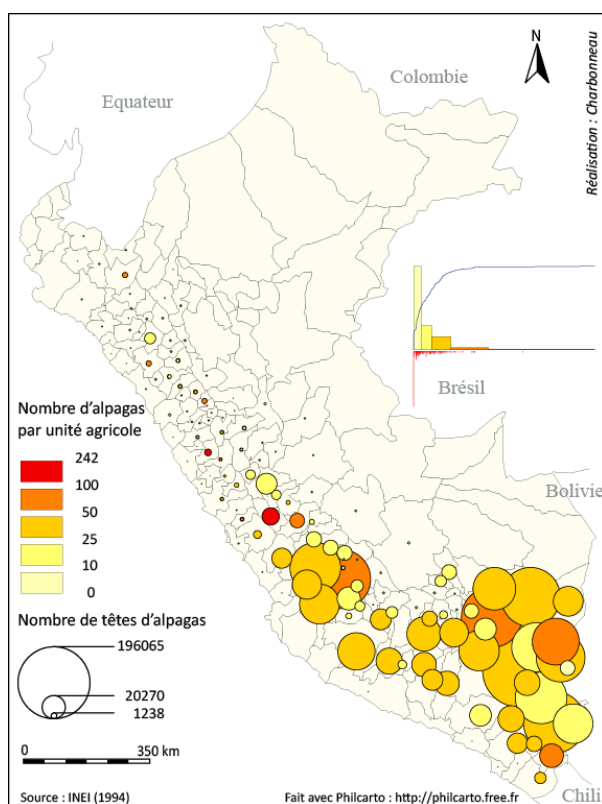 N
Colombie
Equateur
Réalisation : Charbonneau
Brésil
Nombre d'alpagas
par unité agricole
242
100
50
25
10
0
Bolivie
Nombre de têtes d'alpagas
196065
20270
1238
0 350 km
Chili
Source : INEI (1994) Fait avec Philcarto : http://philcarto.free.fr